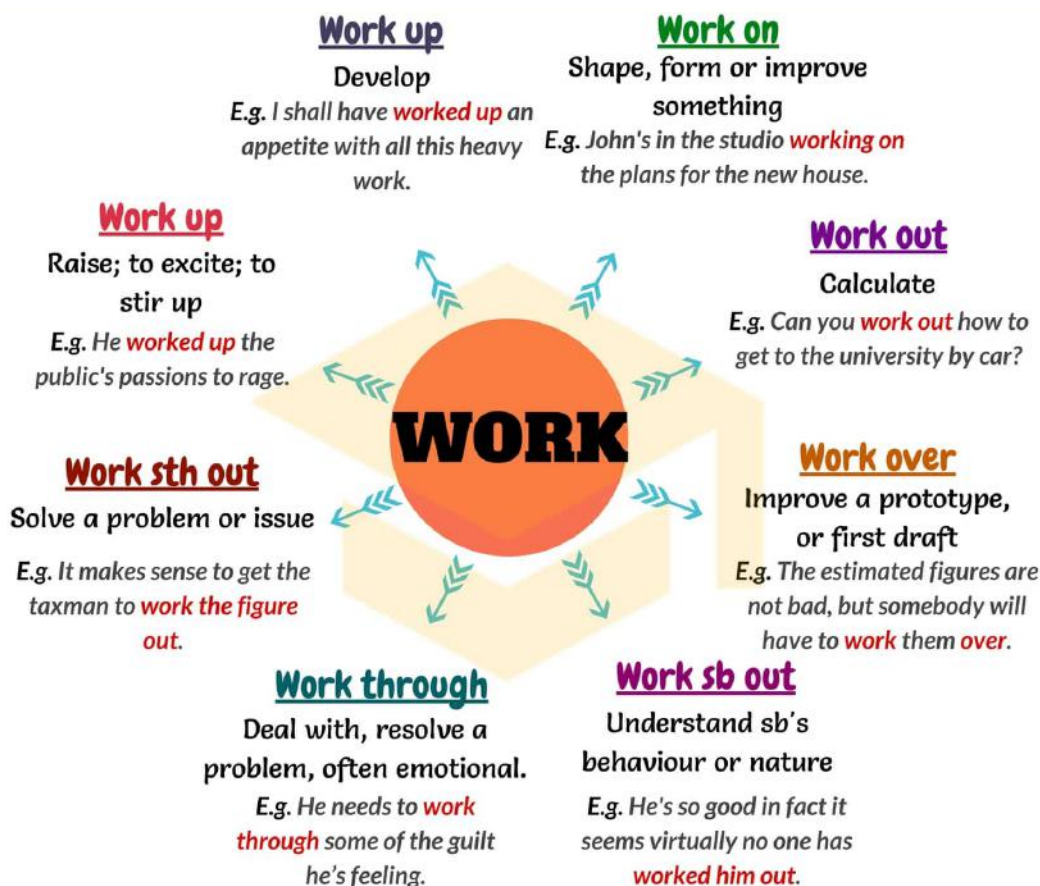 Work up
Develop
E.g. I shall have worked up an
appetite with all this heavy
work.
Work on
Shape, form or improve
something
E.g. John's in the studio working on
the plans for the new house.
Work up
Raise; to excite; to
stir up
E.g. He worked up the
public's passions to rage.
Work out
Calculate
E.g. Can you work out how to
get to the university by car?
WORK
Work sth out
Solve a problem or issue
E.g. It makes sense to get the
taxman to work the figure
out.
Work over
Improve a prototype,
or first draft
E.g. The estimated figures are
not bad, but somebody will
have to work them over.
Work through
Deal with, resolve a
problem, often emotional.
E.g. He needs to work
through some of the guilt
he’s feeling.
Work sb out
Understand sb's
behaviour or nature
E.g. He's so good in fact it
seems virtually no one has
worked him out.